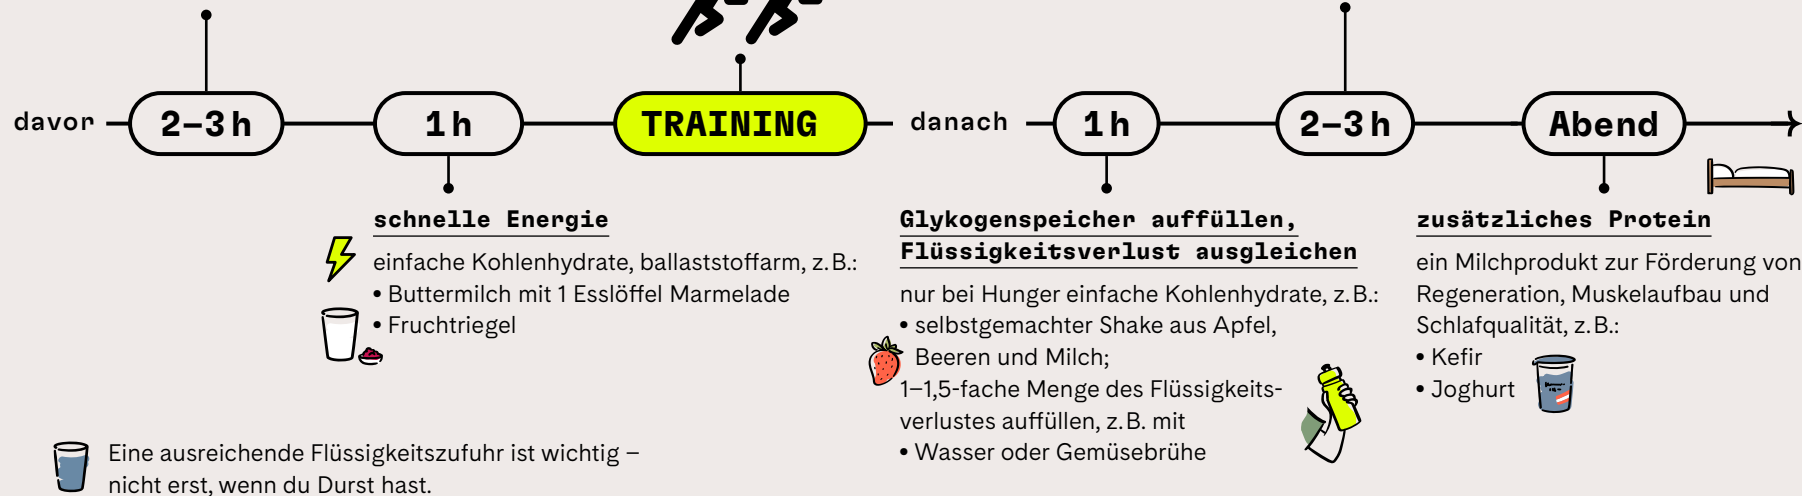 davor 2–3 h 1 h TRAINING danach 1 h 2–3 h Abend
schnelle Energie
einfache Kohlenhydrate, ballaststoffarm, z. B.:
• Buttermilch mit 1 Esslöffel Marmelade
• Fruchtriegel
Glykogenspeicher auffüllen,
Flüssigkeitsverlust ausgleichen
nur bei Hunger einfache Kohlenhydrate, z. B.:
• selbstgemachter Shake aus Apfel,
Beeren und Milch;
1–1,5-fache Menge des Flüssigkeits-
verlustes auffüllen, z. B. mit
• Wasser oder Gemüsebrühe
zusätzliches Protein
ein Milchprodukt zur Förderung von
Regeneration, Muskelaufbau und
Schlafqualität, z. B.:
• Kefir
• Joghurt
Eine ausreichende Flüssigkeitszufuhr ist wichtig –
nicht erst, wenn du Durst hast.